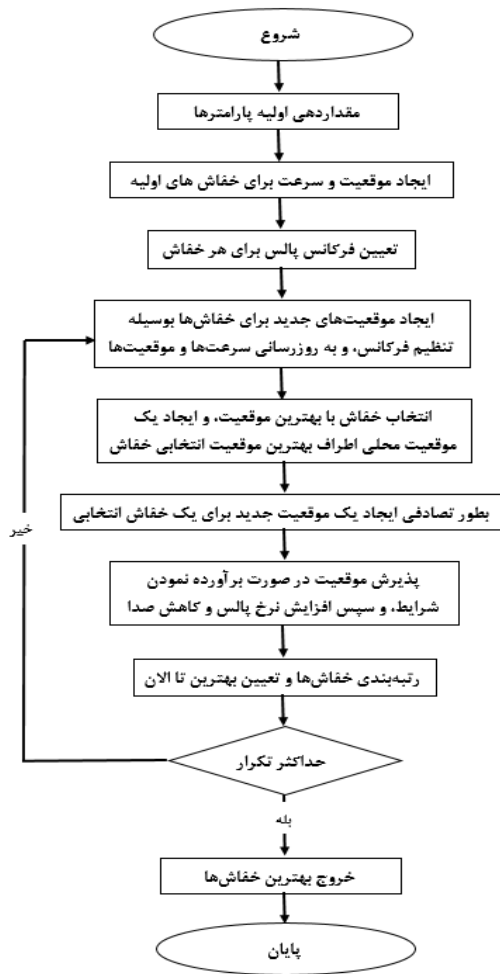 شروع
مقداردهی اولیه پارامترها
ایجاد موقعیت و سرعت برای خفاش های اولیه
تعیین فرکانس پالس برای هر خفاش
ایجاد موقعیت‌های جدید برای خفاش‌ها بوسیله
تنظیم فرکانس، و به روزرسانی سرعت‌ها و موقعیت‌ها
انتخاب خفاش با بهترین موقعیت، و ایجاد یک
موقعیت محلی اطراف بهترین موقعیت انتخابی خفاش
بطور تصادفی ایجاد یک موقعیت جدید برای یک خفاش انتخابی
خیر
پذیرش موقعیت در صورت برآورده نمودن
شرایط، و سپس افزایش نرخ پالس و کاهش صدا
رتبه‌بندی خفاش‌ها و تعیین بهترین تا الان
حداکثر تکرار
بله
خروج بهترین خفاش‌ها
پایان